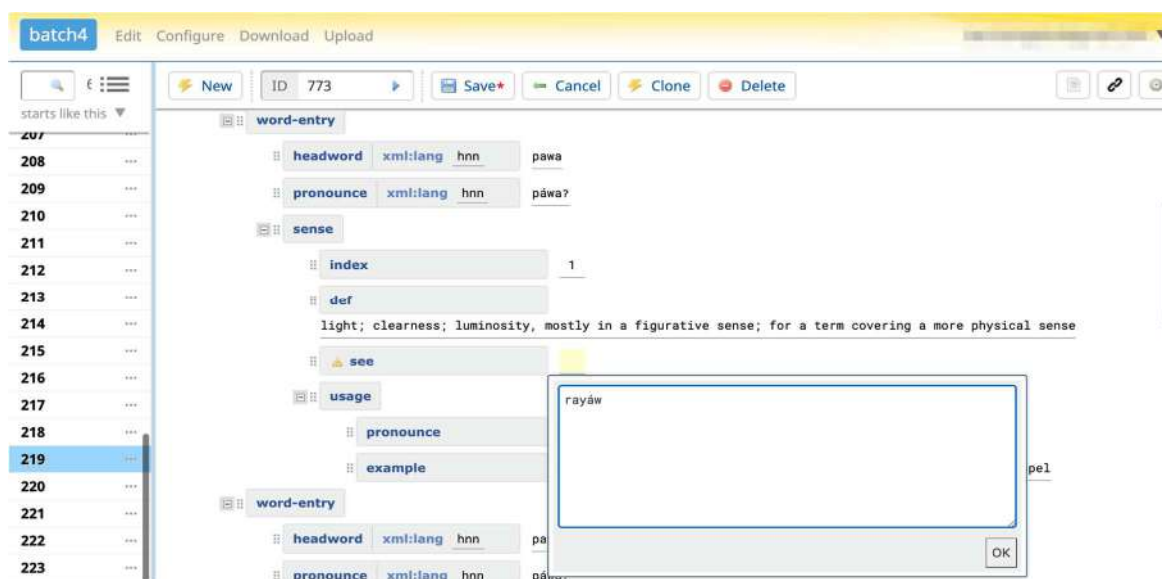 batch4 Edit Configure Download Upload
New ID 773 Save* Cancel Clone Delete
starts like this ▼
207 ...
word-entry
208 ...
headword xml:lang hnn pawa
209 ...
pronounce xml:lang hnn páwa?
210 ...
sense
211 ...
index 1
212 ...
213 ...
def
214 ...
light; clearness; luminosity, mostly in a figurative sense; for a term covering a more physical sense
215 ...
see
216 ...
usage
rayáw
217 ...
218 ...
pronounce
219 ...
example
pel
220 ...
word-entry
221 ...
222 ...
headword xml:lang hnn pa
OK
223 ...
pronounce xml:lang hnn